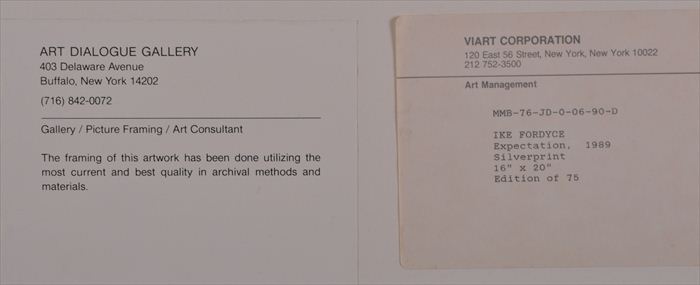 ART DIALOGUE GALLERY
403 Delaware Avenue
Buffalo, New York 14202
(716) 842-0072
Gallery / Picture Framing / Art Consultant
The framing of this artwork has been done utilizing the
most current and best quality in archival methods and
materials.
VIART CORPORATION
120 East 56 Street, New York, New York 10022
212 752-3500
Art Management
MMB-76-JD-0-06-90-D
IKE FORDYCE
Expectation, 1989
Silverprint
16" x 20"
Edition of 75